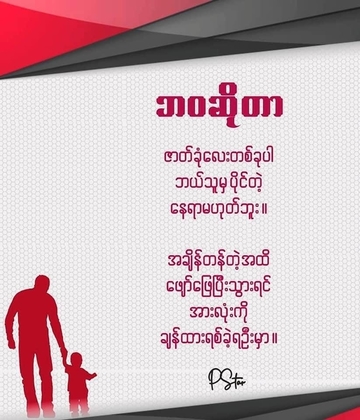 ဘဝဆိုတာ
ဇာတ်ခုံလေးတစ်ခုပါ
ဘယ်သူမှ ပိုင်တဲ့
နေရာမဟုတ်ဘူး။
အချိန်တန်တဲ့အထိ
ဖျော်ဖြေပြီးသွားရင်
အားလုံးကို
ချန်ထားရစ်ခဲ့ရဦးမှာ။
PStar